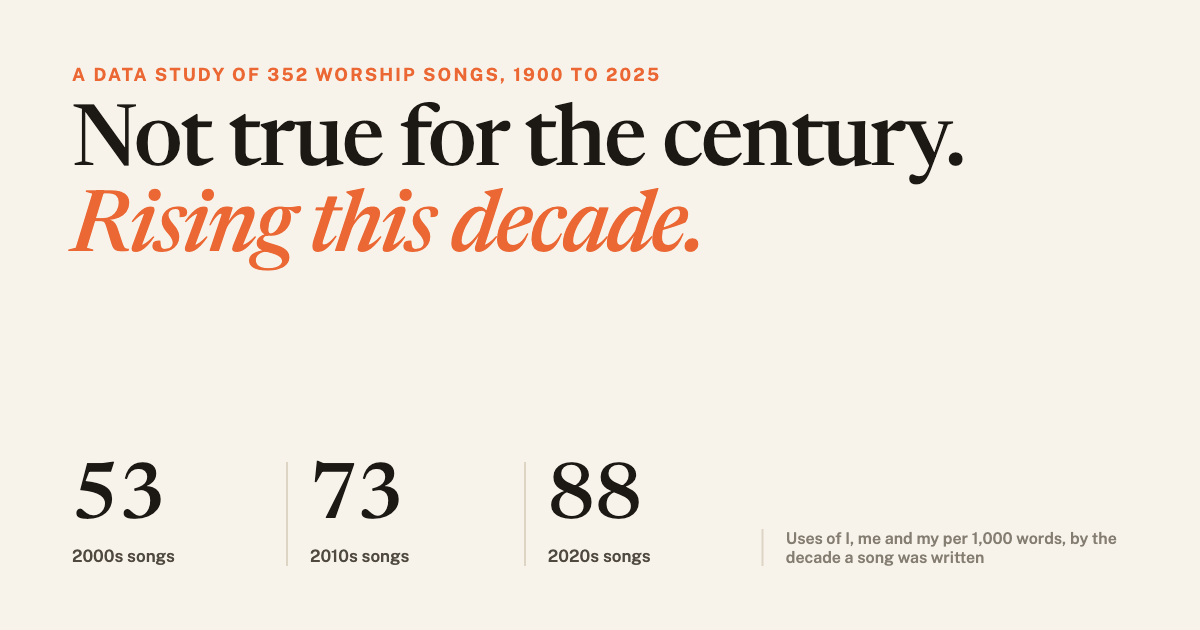 A DATA STUDY OF 352 WORSHIP SONGS, 1900 TO 2025
Not true for the century.
Rising this decade.
53
2000s songs
73
2010s songs
88
2020s songs
Uses of I, me and my per 1,000 words, by the
decade a song was written